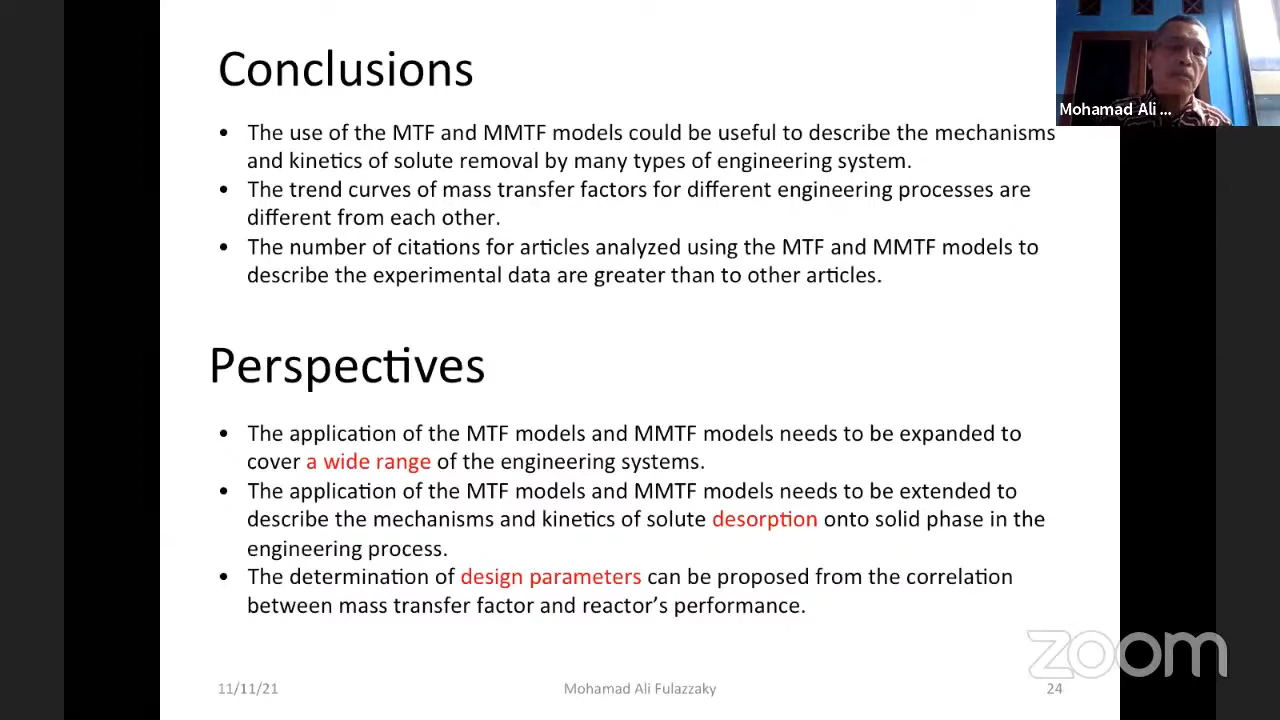 Conclusions
• The use of the MTF and MMTF models could be useful to describe the mechanisms
and kinetics of solute removal by many types of engineering system.
• The trend curves of mass transfer factors for different engineering processes are
different from each other.
• The number of citations for articles analyzed using the MTF and MMTF models to
describe the experimental data are greater than to other articles.
Perspectives
• The application of the MTF models and MMTF models needs to be expanded to
cover a wide range of the engineering systems.
• The application of the MTF models and MMTF models needs to be extended to
describe the mechanisms and kinetics of solute desorption onto solid phase in the
engineering process.
• The determination of design parameters can be proposed from the correlation
between mass transfer factor and reactor’s performance.
11/11/21
Mohamad Ali Fulazzaky
24
Mohamad Ali ...
zoom